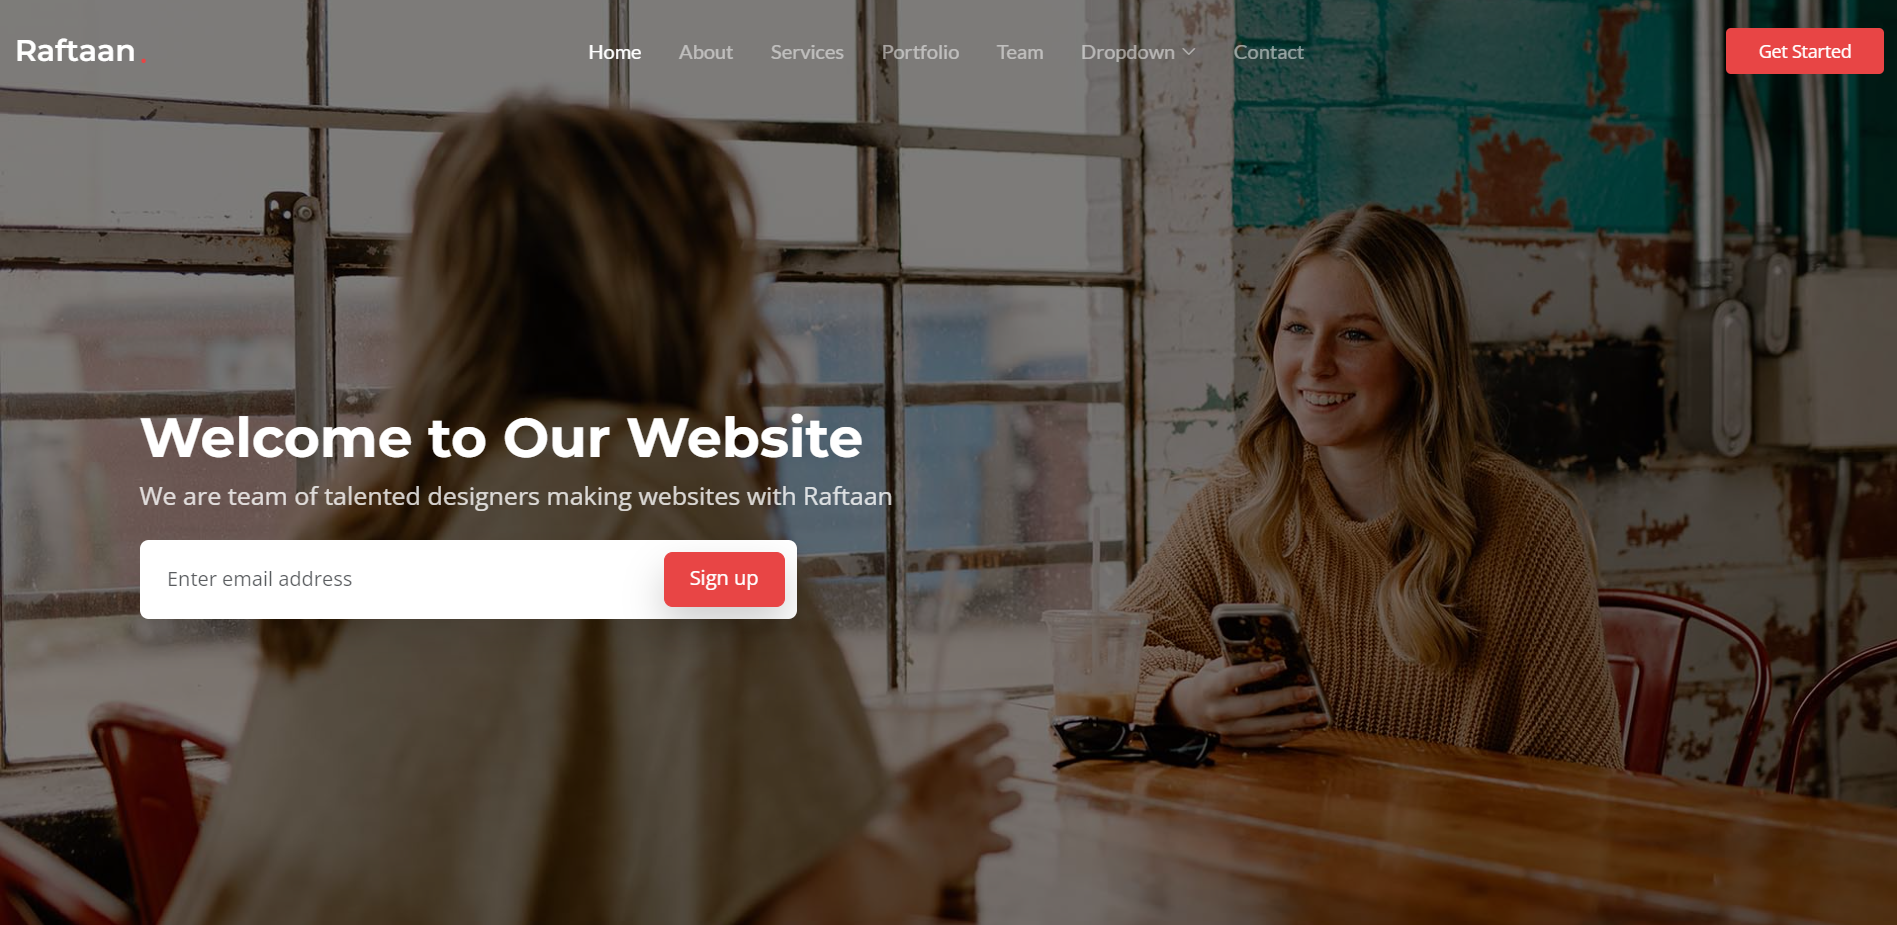 Raftaan.
Home About Services Portfolio Team Dropdown Contact
Get Started
Welcome to Our Website
We are team of talented designers making websites with Raftaan
Enter email address
Sign up